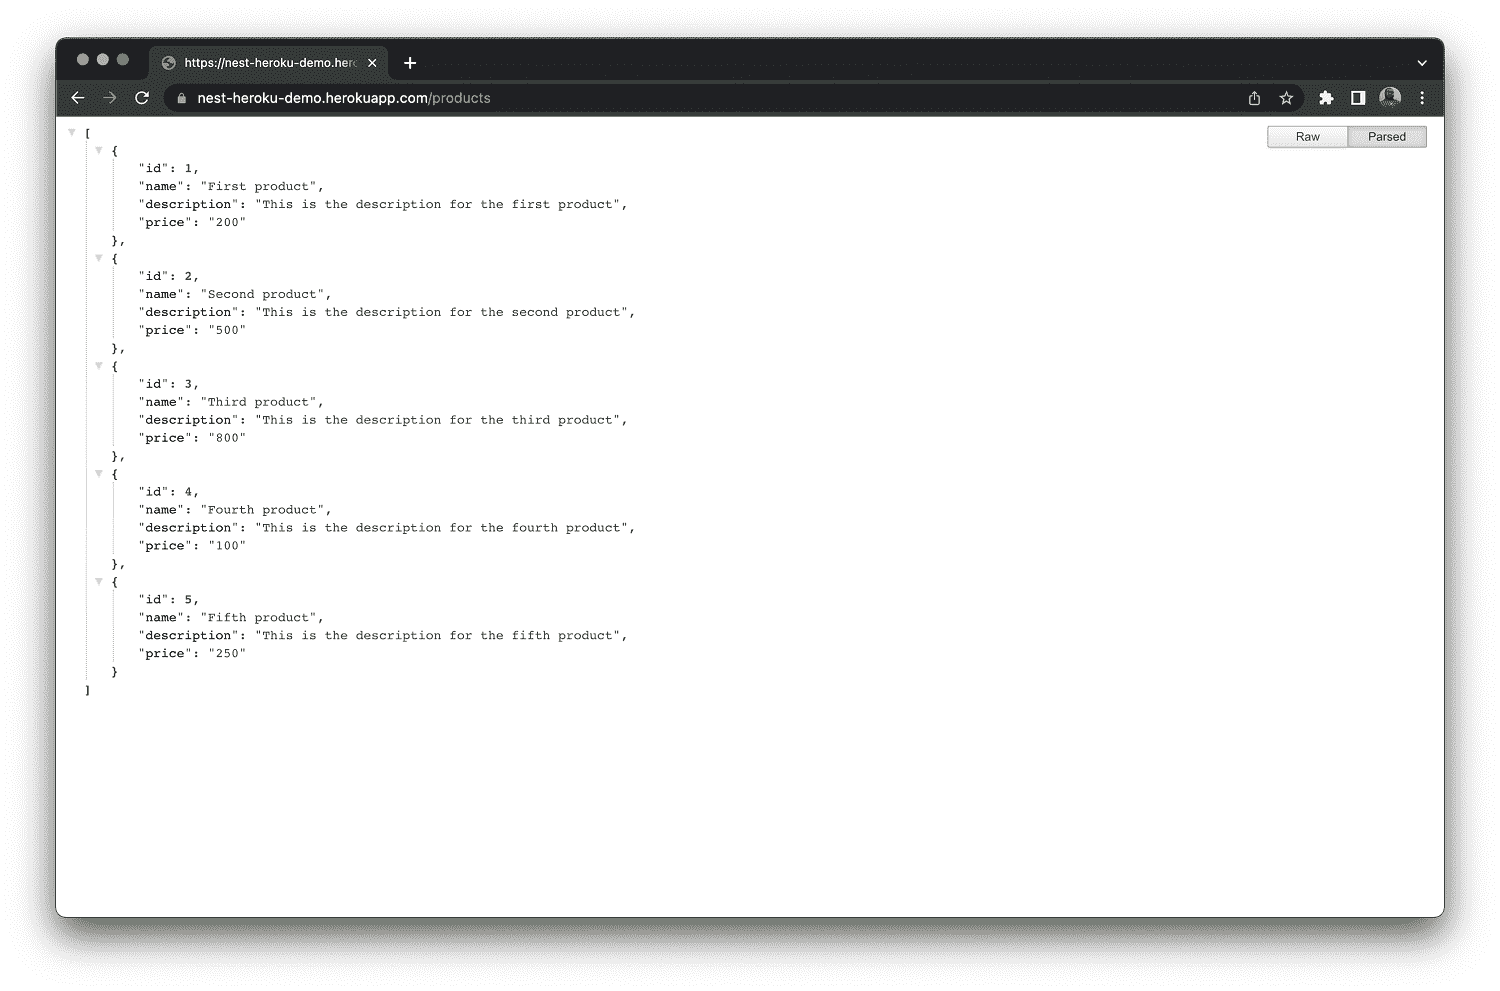 https://nest-heroku-demo.her
nest-heroku-demo.herokuapp.com/products
Raw Parsed
[
{
"id": 1,
"name": "First product",
"description": "This is the description for the first product",
"price": "200"
},
{
"id": 2,
"name": "Second product",
"description": "This is the description for the second product",
"price": "500"
},
{
"id": 3,
"name": "Third product",
"description": "This is the description for the third product",
"price": "800"
},
{
"id": 4,
"name": "Fourth product",
"description": "This is the description for the fourth product",
"price": "100"
},
{
"id": 5,
"name": "Fifth product",
"description": "This is the description for the fifth product",
"price": "250"
}
]